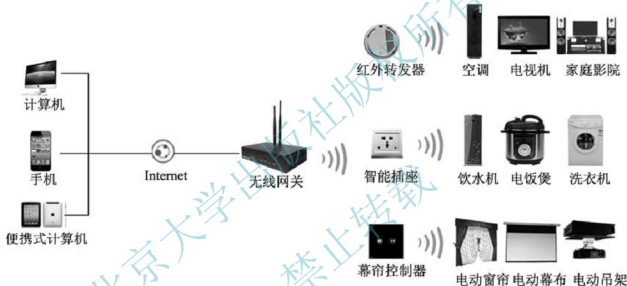 红外转发器
空调
电视机
家庭影院
计算机
手机
Internet
无线网关
智能插座
饮水机
电饭煲
洗衣机
便携式计算机
幕帘控制器
电动窗帘
电动幕布
电动吊架
北京大学出版社版权所有
禁止转载